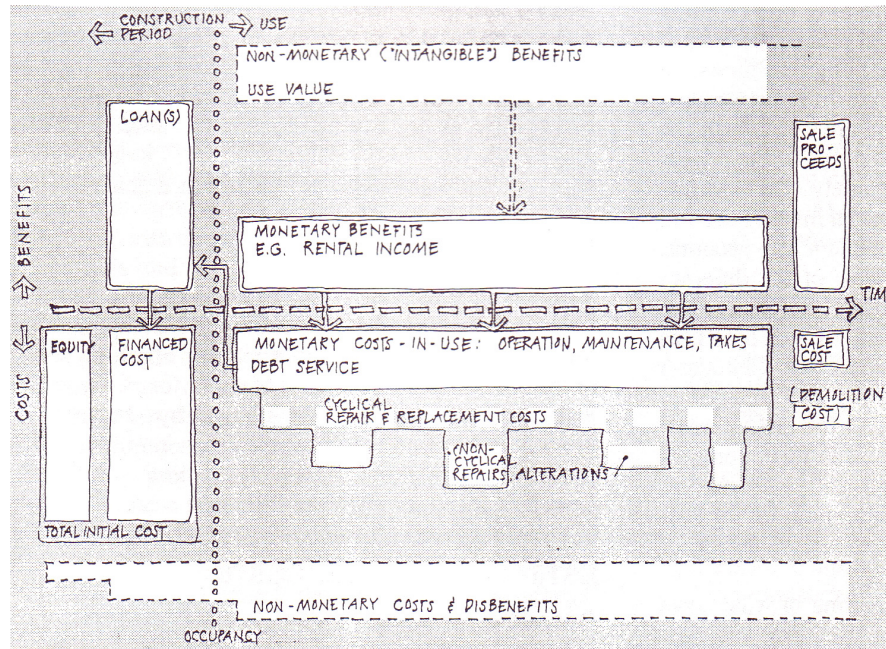 CONSTRUCTION
PERIOD
USE
NON-MONETARY ("INTANGIBLE") BENEFITS
USE VALUE
LOAN(S)
SALE
PRO-
CEEDS
BENEFITS
MONETARY BENEFITS
E.G. RENTAL INCOME
TIM
COSTS
EQUITY
FINANCED
COST
MONETARY COSTS-IN-USE: OPERATION, MAINTENANCE, TAXES
DEBT SERVICE
SALE
COST
(DEMOLITION
COST)
CYCLICAL
REPAIR & REPLACEMENT COSTS
(NON-
CYCLICAL
REPAIRS, ALTERATIONS
TOTAL INITIAL COST
NON-MONETARY COSTS & DISBENEFITS
OCCUPANCY